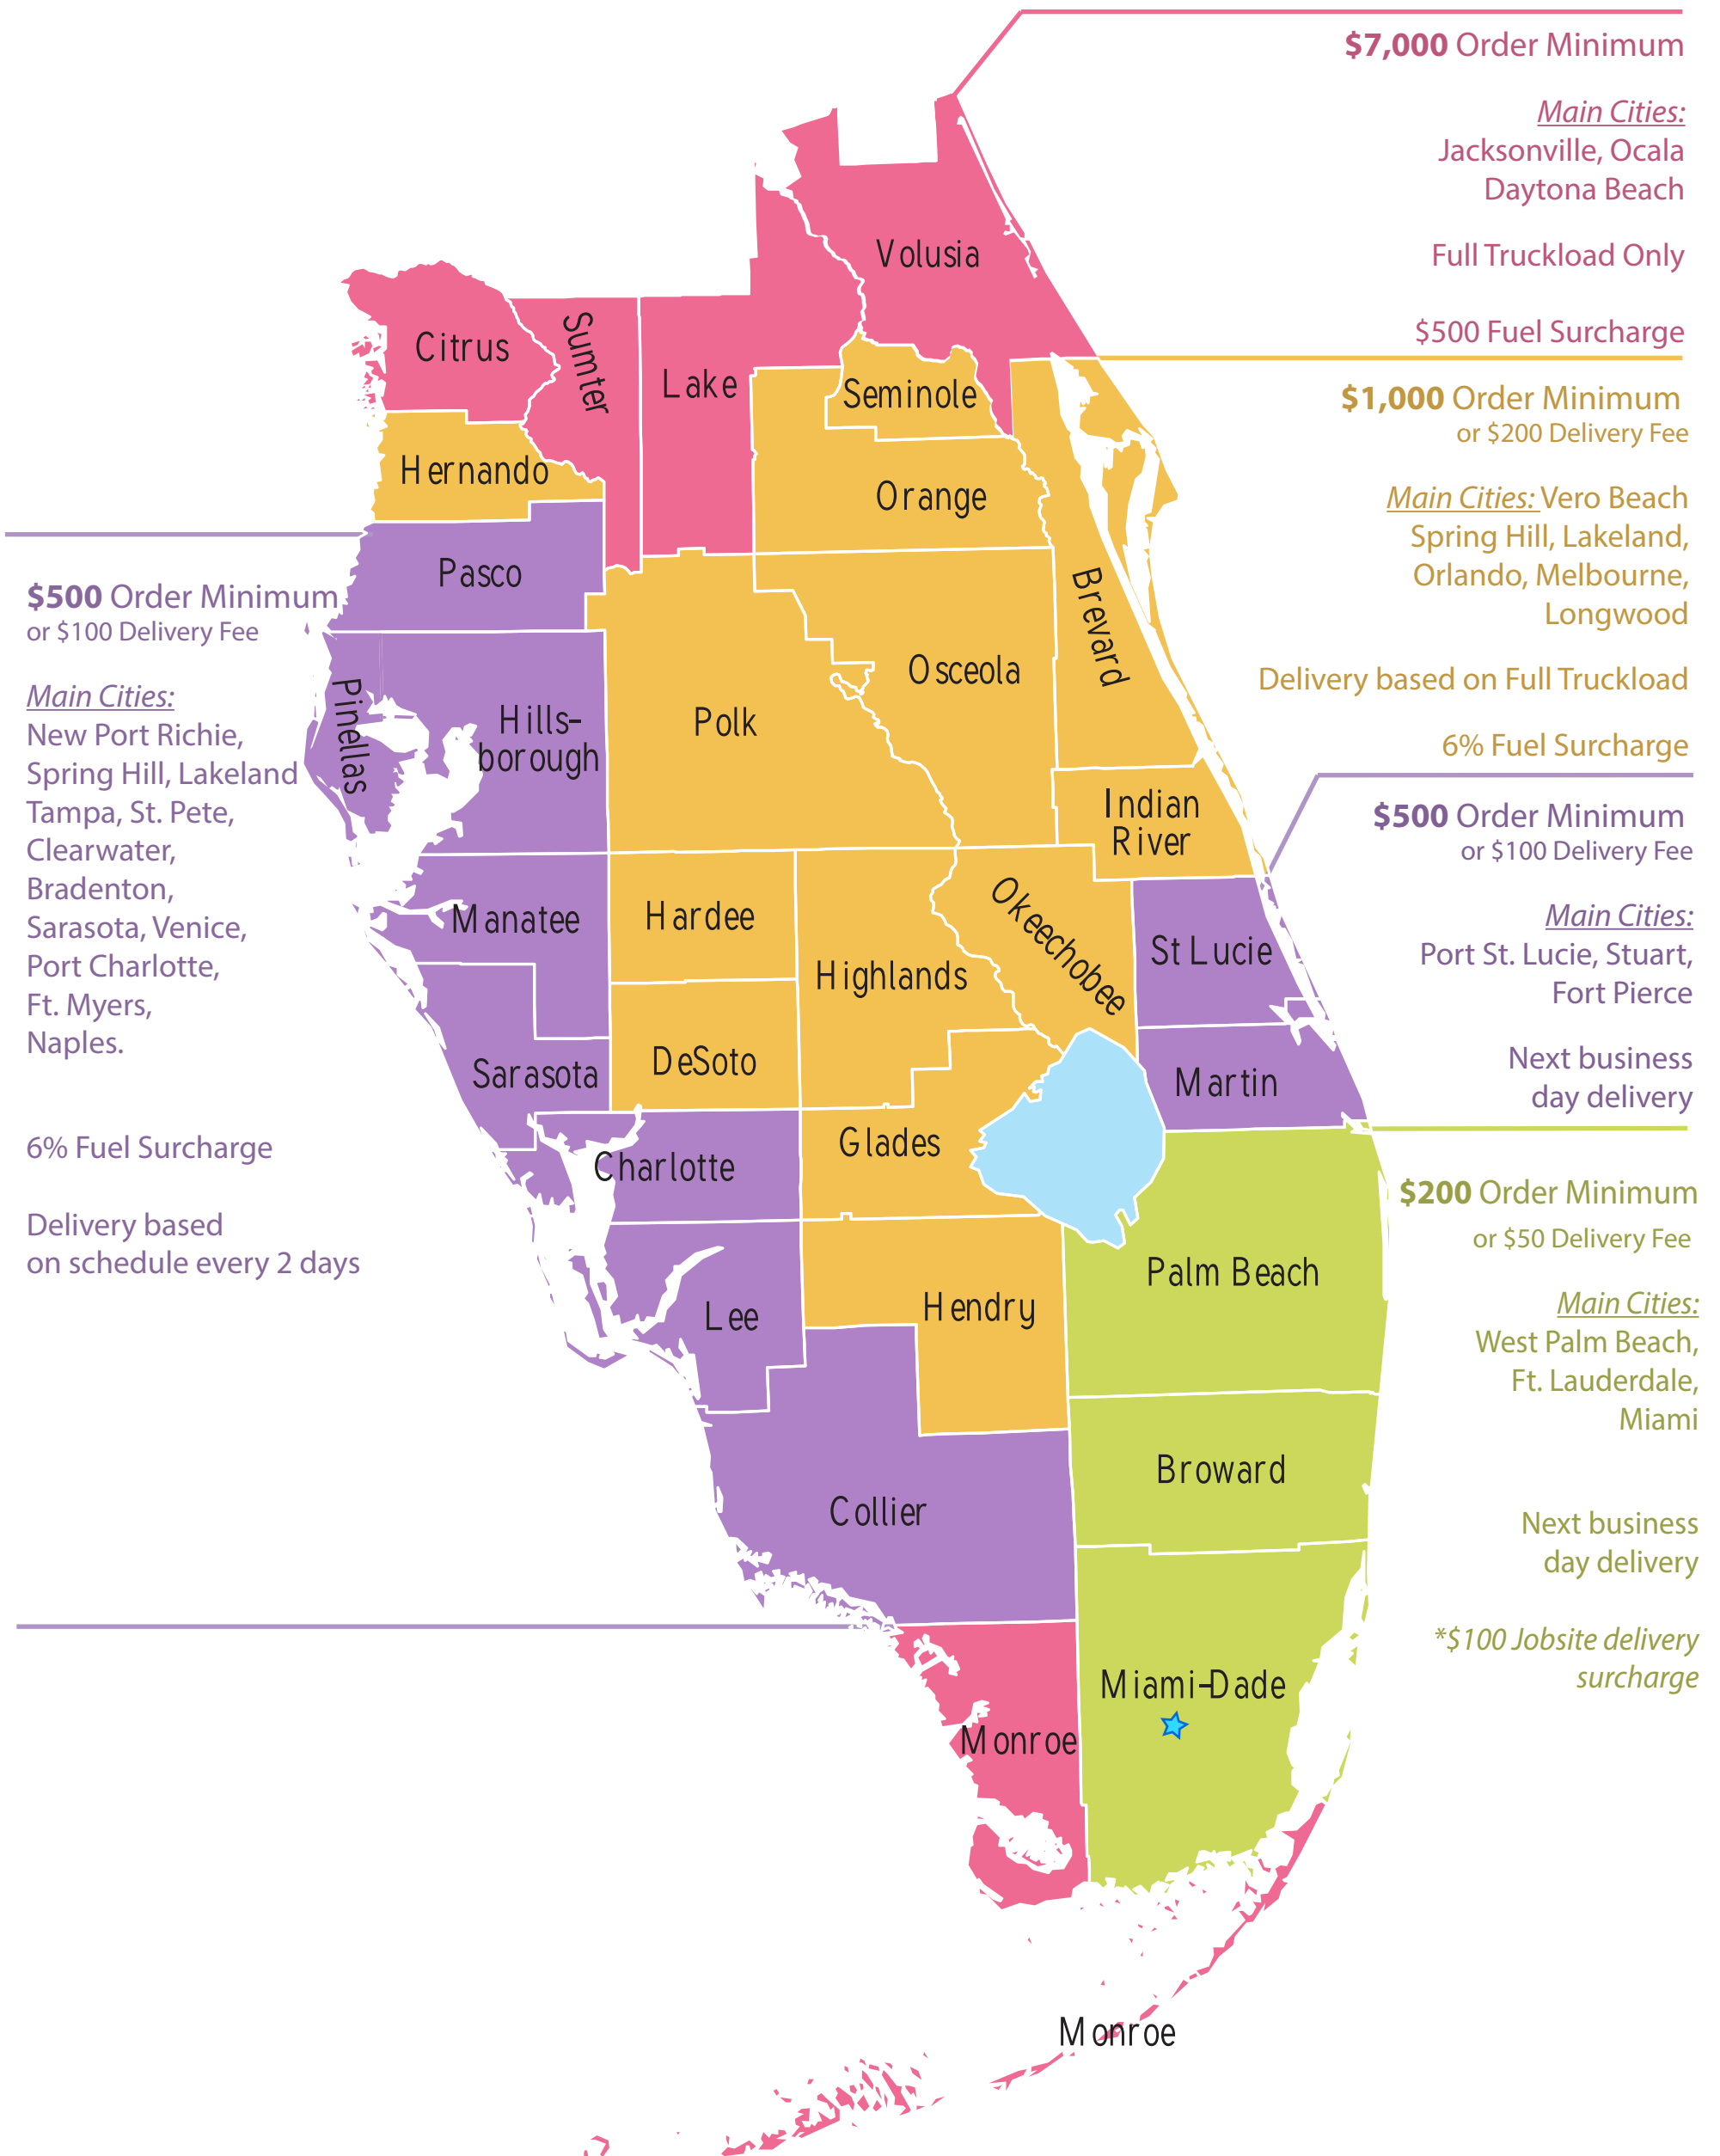 $7,000 Order Minimum
Main Cities:
Jacksonville, Ocala
Daytona Beach
Full Truckload Only
$500 Fuel Surcharge
$1,000 Order Minimum
or $200 Delivery Fee
Main Cities: Vero Beach
Spring Hill, Lakeland,
Orlando, Melbourne,
Longwood
Delivery based on Full Truckload
6% Fuel Surcharge
$500 Order Minimum
or $100 Delivery Fee
Main Cities:
Port St. Lucie, Stuart,
Fort Pierce
Next business
day delivery
$200 Order Minimum
or $50 Delivery Fee
Main Cities:
West Palm Beach,
Ft. Lauderdale,
Miami
Next business
day delivery
*$100 Jobsite delivery
surcharge
$500 Order Minimum
or $100 Delivery Fee
Main Cities:
New Port Richie,
Spring Hill, Lakeland
Tampa, St. Pete,
Clearwater,
Bradenton,
Sarasota, Venice,
Port Charlotte,
Ft. Myers,
Naples.
6% Fuel Surcharge
Delivery based
on schedule every 2 days
Volusia
Citrus
Sumter
Lake
Seminole
Hernando
Orange
Pasco
Brevard
Osceola
Polk
Pinellas
Hills-
borough
Indian
River
Manatee
Hardee
Highlands
Okeechobee
St Lucie
Sarasota
DeSoto
Martin
Charlotte
Glades
Palm Beach
Lee
Hendry
Broward
Collier
Miami-Dade
Monroe
Monroe